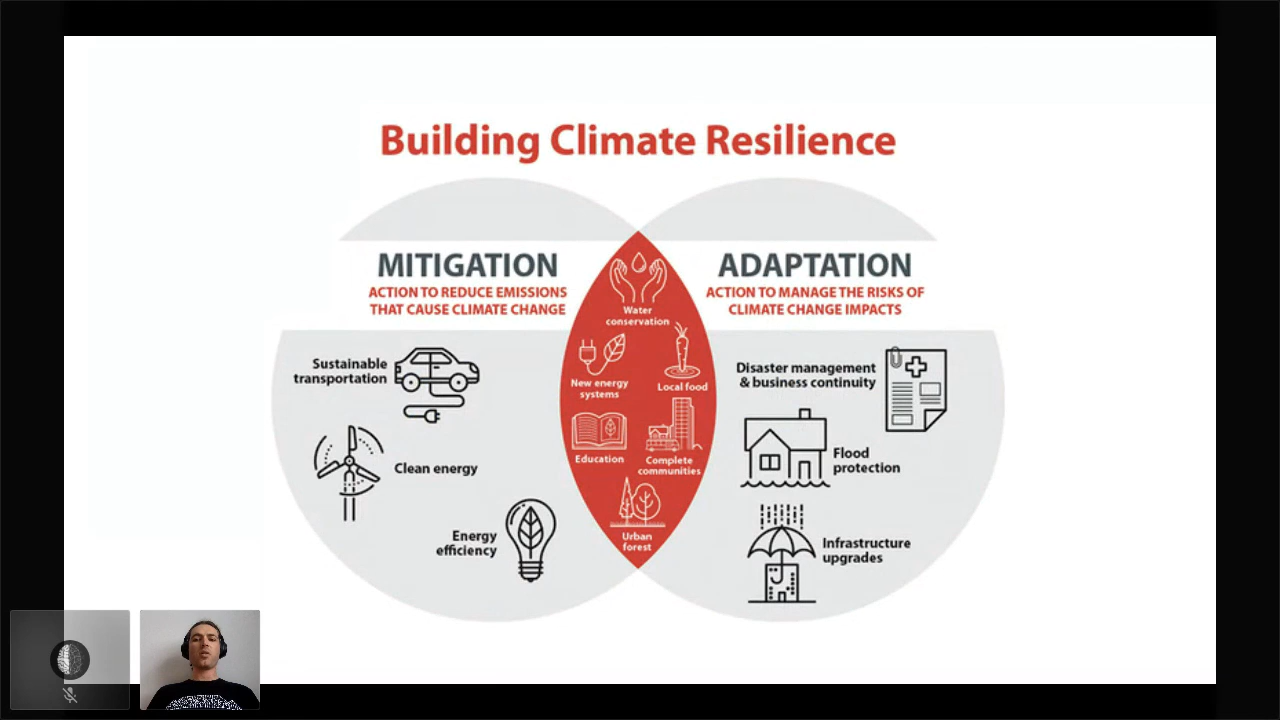 Building Climate Resilience
MITIGATION
ACTION TO REDUCE EMISSIONS
THAT CAUSE CLIMATE CHANGE
Sustainable
transportation
Clean energy
Energy
efficiency
Water
conservation
New energy
systems
Local food
Education
Complete
communities
Urban
forest
ADAPTATION
ACTION TO MANAGE THE RISKS OF
CLIMATE CHANGE IMPACTS
Disaster management
& business continuity
Flood
protection
Infrastructure
upgrades